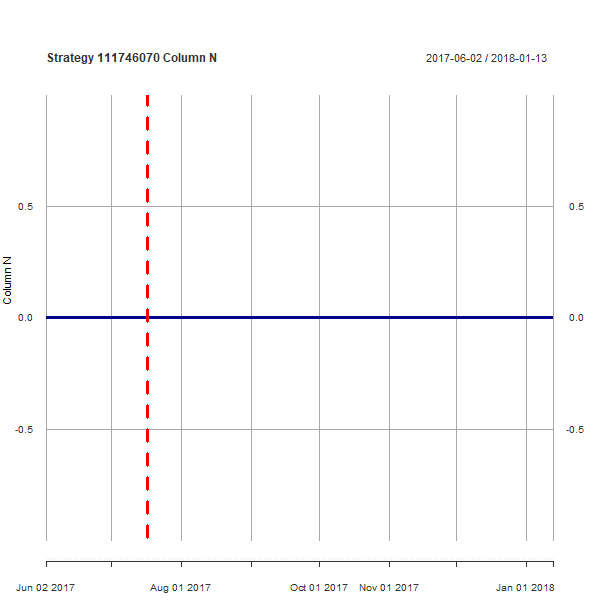 Strategy 111746070 Column N
2017-06-02 / 2018-01-13
0.5
0.5
Column N
0.0
0.0
-0.5
-0.5
Jun 02 2017
Aug 01 2017
Oct 01 2017
Nov 01 2017
Jan 01 2018